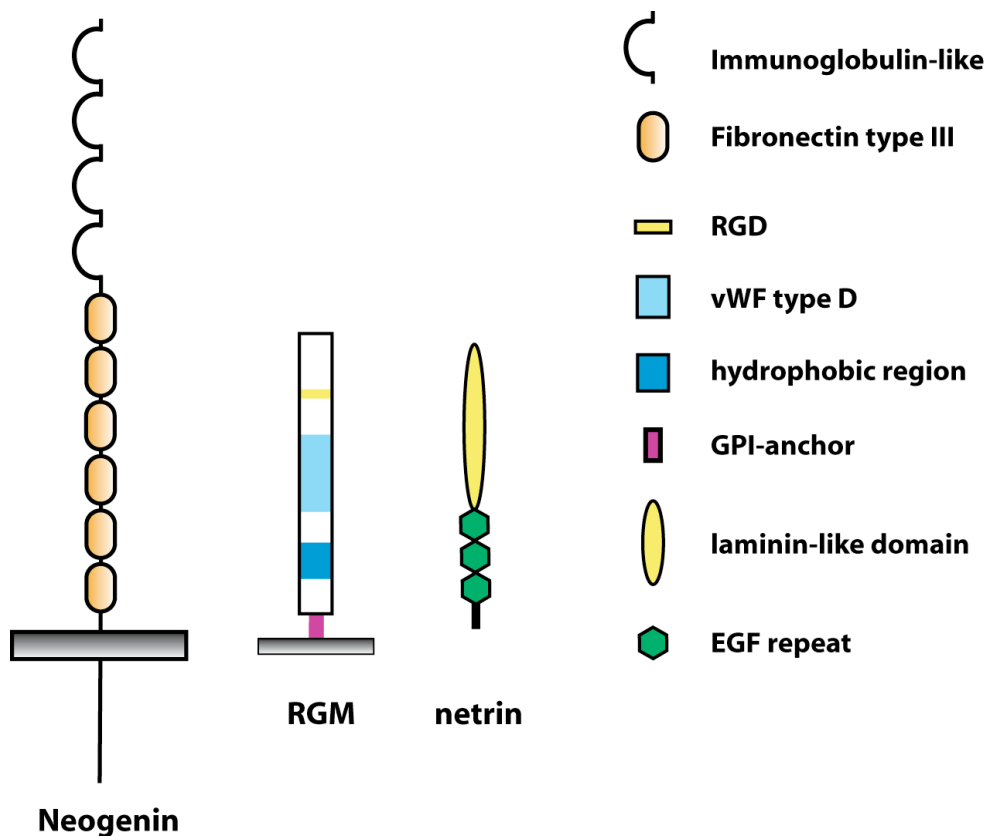 Immunoglobulin-like
Fibronectin type III
RGD
vWF type D
hydrophobic region
GPI-anchor
laminin-like domain
EGF repeat
RGM
netrin
Neogenin